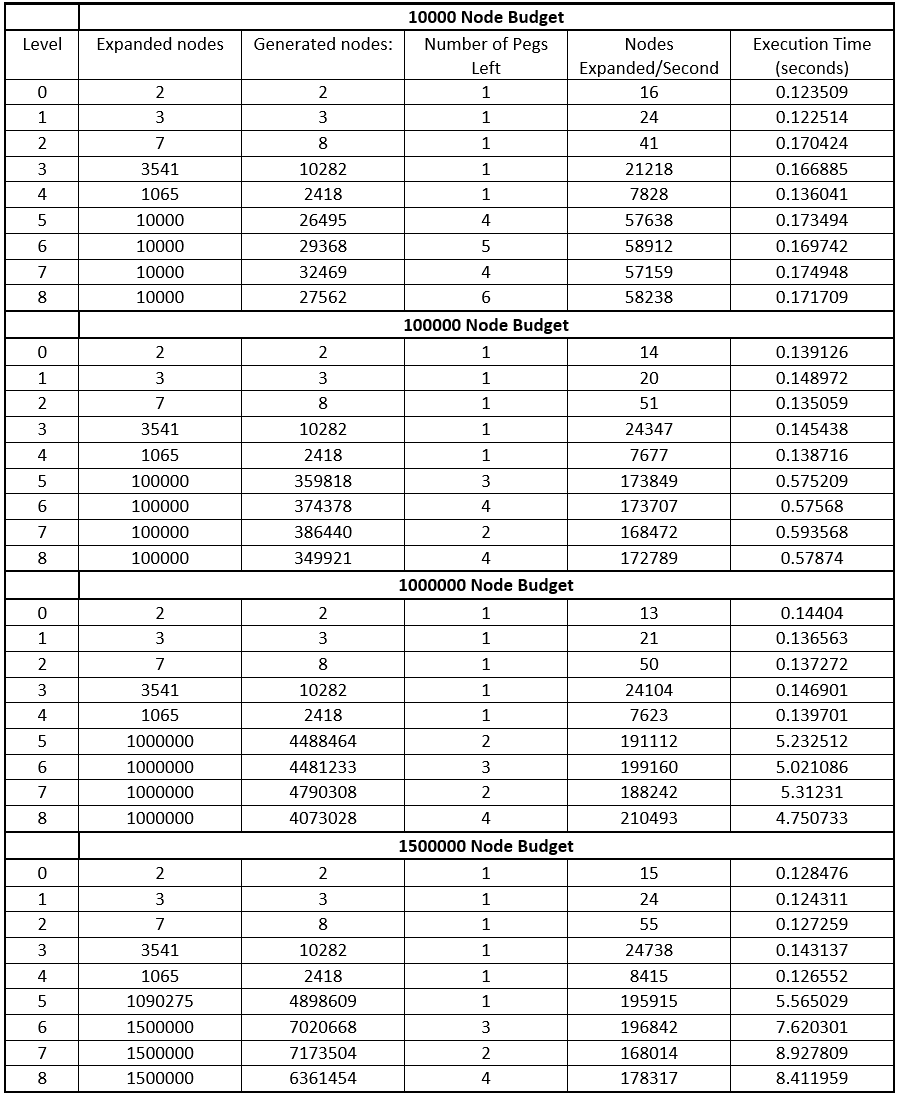 10000 Node Budget
Level Expanded nodes Generated nodes: Number of Pegs Left Nodes Expanded/Second Execution Time (seconds)
0 2 2 1 16 0.123509
1 3 3 1 24 0.122514
2 7 8 1 41 0.170424
3 3541 10282 1 21218 0.166885
4 1065 2418 1 7828 0.136041
5 10000 26495 4 57638 0.173494
6 10000 29368 5 58912 0.169742
7 10000 32469 4 57159 0.174948
8 10000 27562 6 58238 0.171709
100000 Node Budget
0 2 2 1 14 0.139126
1 3 3 1 20 0.148972
2 7 8 1 51 0.135059
3 3541 10282 1 24347 0.145438
4 1065 2418 1 7677 0.138716
5 100000 359818 3 173849 0.575209
6 100000 374378 4 173707 0.57568
7 100000 386440 2 168472 0.593568
8 100000 349921 4 172789 0.57874
1000000 Node Budget
0 2 2 1 13 0.14404
1 3 3 1 21 0.136563
2 7 8 1 50 0.137272
3 3541 10282 1 24104 0.146901
4 1065 2418 1 7623 0.139701
5 1000000 4488464 2 191112 5.232512
6 1000000 4481233 3 199160 5.021086
7 1000000 4790308 2 188242 5.31231
8 1000000 4073028 4 210493 4.750733
1500000 Node Budget
0 2 2 1 15 0.128476
1 3 3 1 24 0.124311
2 7 8 1 55 0.127259
3 3541 10282 1 24738 0.143137
4 1065 2418 1 8415 0.126552
5 1090275 4898609 1 195915 5.565029
6 1500000 7020668 3 196842 7.620301
7 1500000 7173504 2 168014 8.927809
8 1500000 6361454 4 178317 8.411959